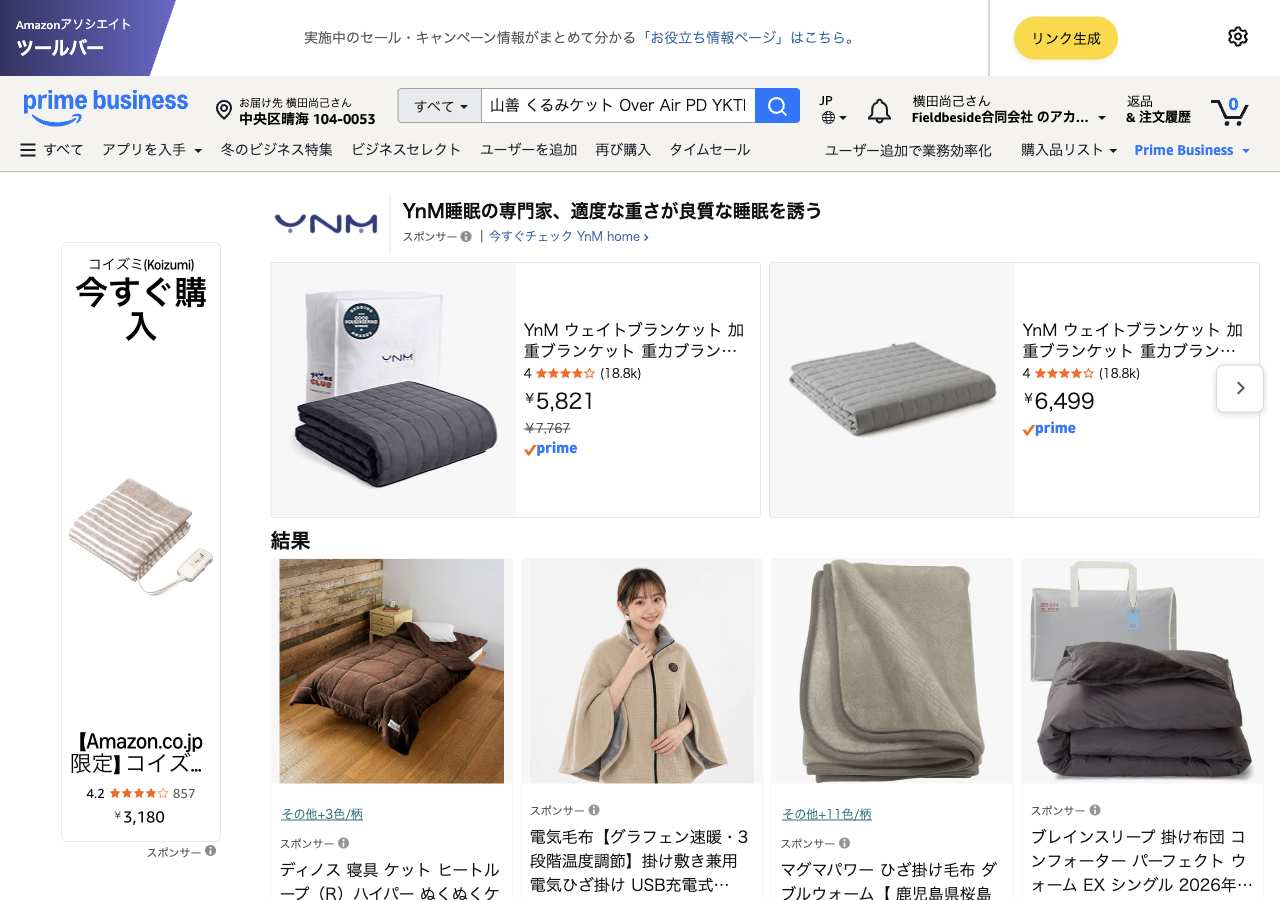 Amazonアソシエイト
ツールバー
実施中のセール・キャンペーン情報がまとめて分かる「お役立ち情報ページ」はこちら。
リンク生成
prime business
お届け先 横田尚己さん
中央区晴海 104-0053
すべて
山善 くるみケット Over Air PD YKTI
JP
横田尚己さん
Fieldbeside合同会社 のアカ...
返品
& 注文履歴
0
すべて
アプリを入手
冬のビジネス特集
ビジネスセレクト
ユーザーを追加
再び購入
タイムセール
ユーザー追加で業務効率化
購入品リスト
Prime Business
コイズミ(Koizumi)
今すぐ購
入
【Amazon.co.jp
限定】コイズ...
4.2 857
¥3,180
スポンサー
YNM
YnM睡眠の専門家、適度な重さが良質な睡眠を誘う
スポンサー | 今すぐチェック YnM home ›
YnM ウェイトブランケット 加
重ブランケット 重力ブラン…
4 (18.8k)
¥5,821
¥7,767
prime
YnM ウェイトブランケット 加
重ブランケット 重力ブラン…
4 (18.8k)
¥6,499
prime
結果
その他+3色/柄
スポンサー
ディノス 寝具 ケット ヒートル
ープ（R）ハイパー ぬくぬくケ
スポンサー
電気毛布【グラフェン速暖・3
段階温度調節】掛け敷き兼用
電気ひざ掛け USB充電式…
その他+11色/柄
スポンサー
マグマパワー ひざ掛け毛布 ダ
ブルウォーム【 鹿児島県桜島
スポンサー
ブレインスリープ 掛け布団 コ
ンフォーター パーフェクト ウ
ォーム EX シングル 2026年…